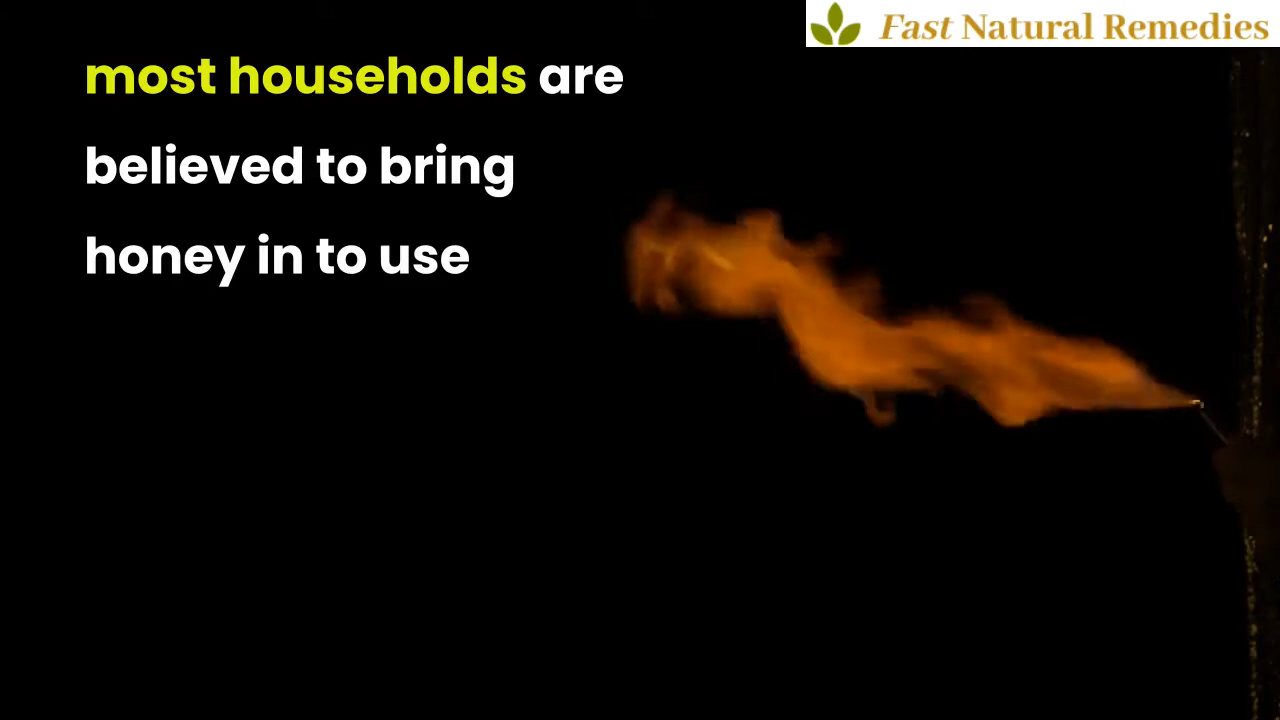 Fast Natural Remedies
most households are
believed to bring
honey in to use